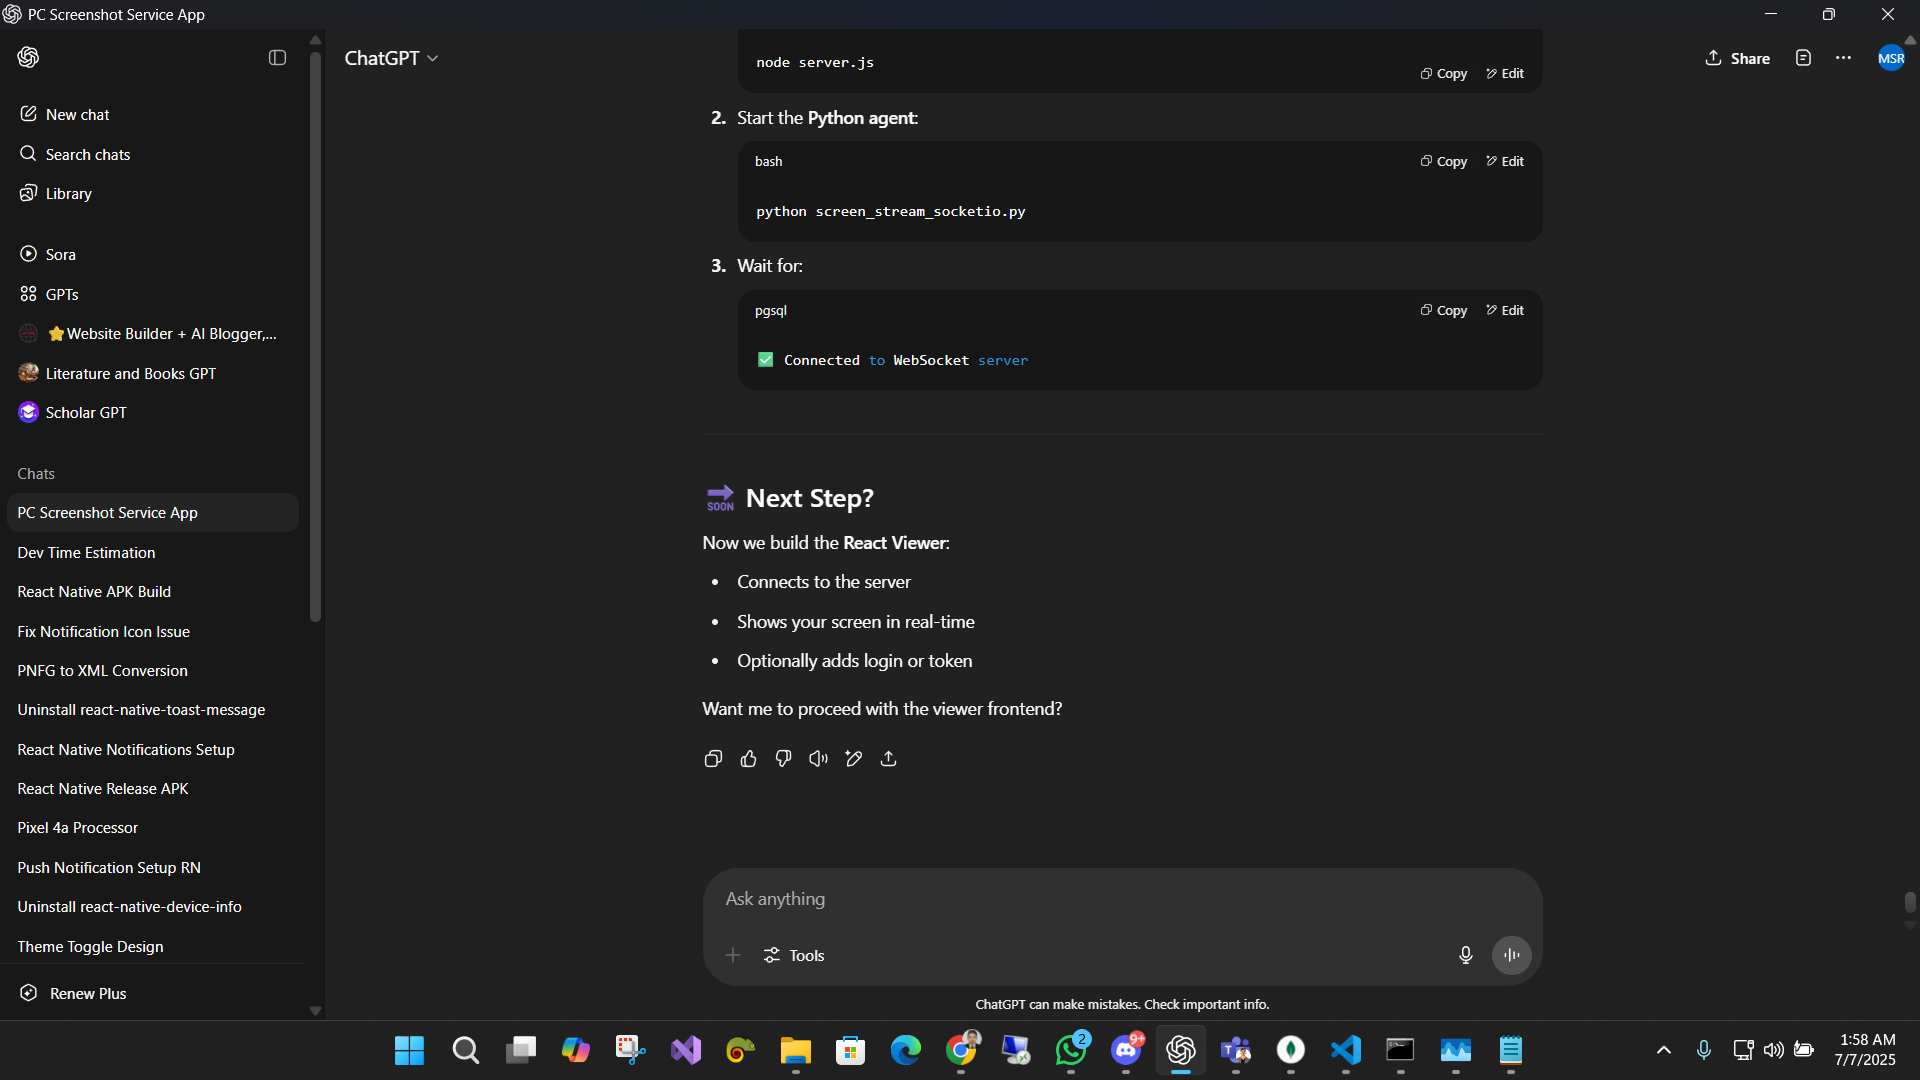 PC Screenshot Service App
ChatGPT
Share
MSR
New chat
Search chats
Library
Sora
GPTs
⭐Website Builder + AI Blogger,...
Literature and Books GPT
Scholar GPT
Chats
PC Screenshot Service App
Dev Time Estimation
React Native APK Build
Fix Notification Icon Issue
PNFG to XML Conversion
Uninstall react-native-toast-message
React Native Notifications Setup
React Native Release APK
Pixel 4a Processor
Push Notification Setup RN
Uninstall react-native-device-info
Theme Toggle Design
Renew Plus
node server.js
Copy Edit
2. Start the Python agent:
bash Copy Edit
python screen_stream_socketio.py
3. Wait for:
pgsql Copy Edit
✅ Connected to WebSocket server
🔜 Next Step?
Now we build the React Viewer:
• Connects to the server
• Shows your screen in real-time
• Optionally adds login or token
Want me to proceed with the viewer frontend?
Ask anything
Tools
ChatGPT can make mistakes. Check important info.
2
9+
1:58 AM
7/7/2025